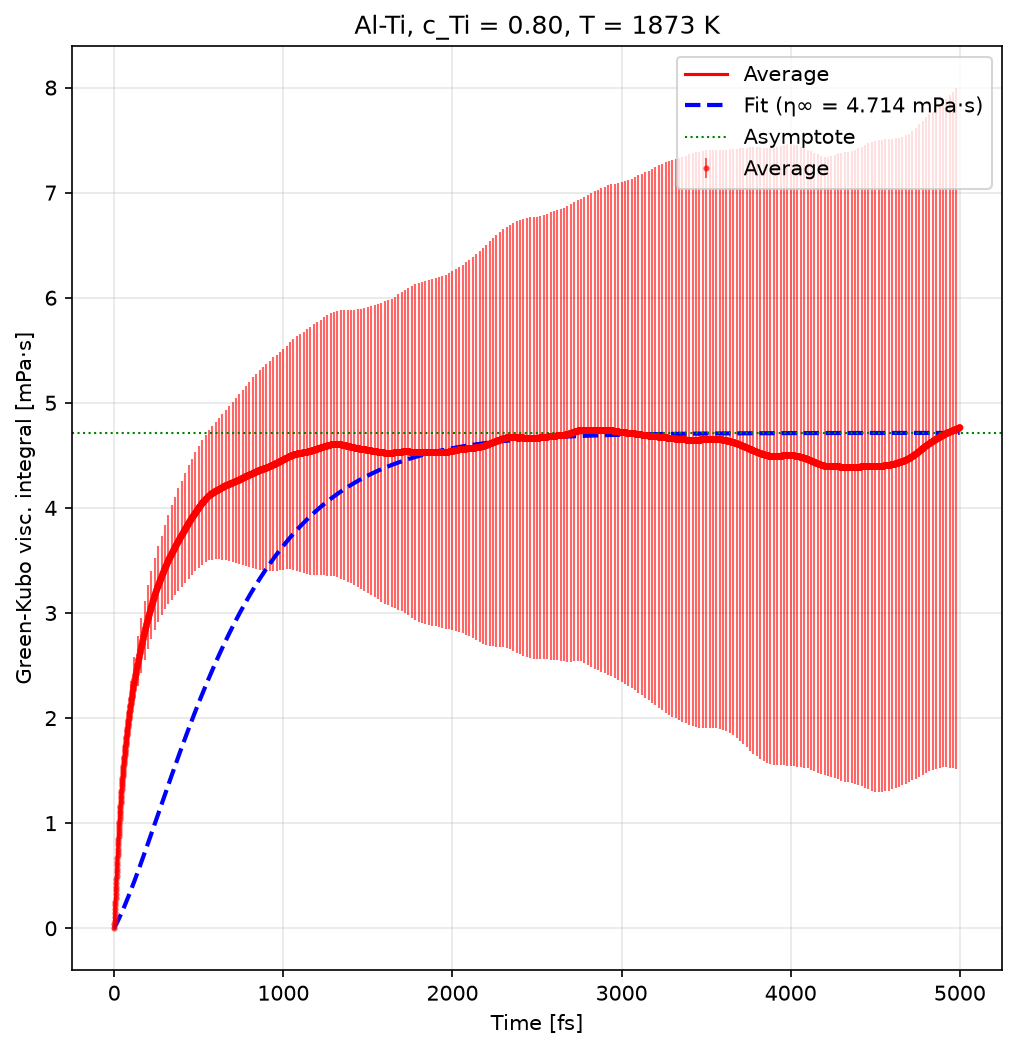 Al-Ti, c_Ti = 0.80, T = 1873 K
Average
Fit (η∞ = 4.714 mPa·s)
Asymptote
Average
8
7
6
5
4
3
2
1
0
Green-Kubo visc. integral [mPa·s]
0 1000 2000 3000 4000 5000
Time [fs]